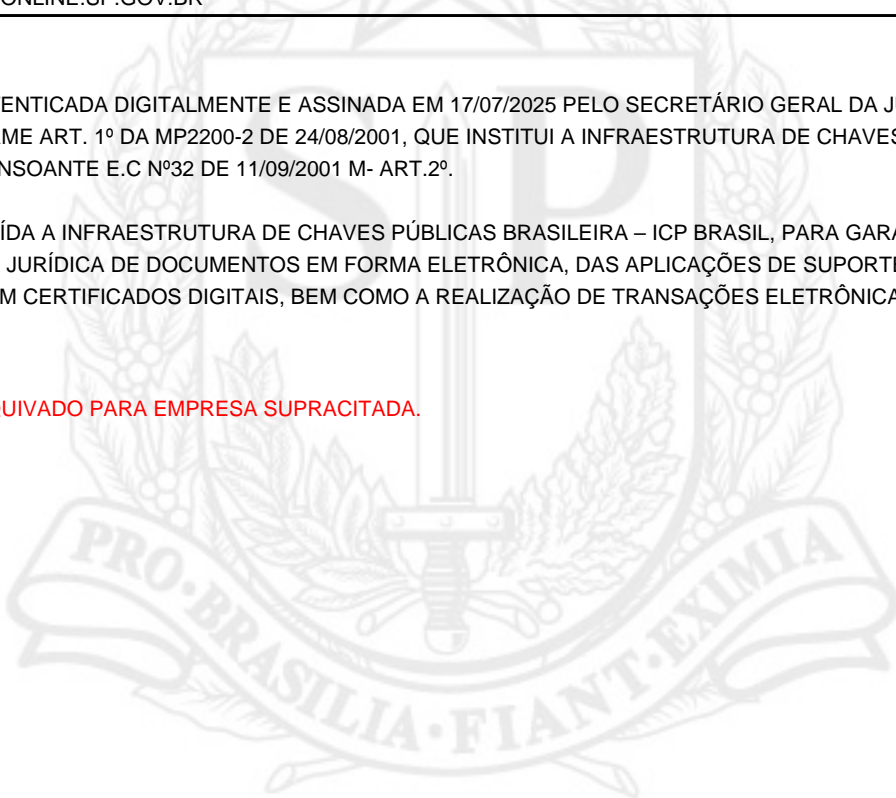 ONLINE.SP.GOV.BR
ENTICADA DIGITALMENTE E ASSINADA EM 17/07/2025 PELO SECRETÁRIO GERAL DA J
ME ART. 1º DA MP2200-2 DE 24/08/2001, QUE INSTITUI A INFRAESTRUTURA DE CHAVES
NSOANTE E.C Nº32 DE 11/09/2001 M- ART.2º.
ÍDA A INFRAESTRUTURA DE CHAVES PÚBLICAS BRASILEIRA – ICP BRASIL, PARA GARA
JURÍDICA DE DOCUMENTOS EM FORMA ELETRÔNICA, DAS APLICAÇÕES DE SUPORTE
M CERTIFICADOS DIGITAIS, BEM COMO A REALIZAÇÃO DE TRANSAÇÕES ELETRÔNICA
UIVADO PARA EMPRESA SUPRACITADA.
SP
PRO·BRASILIA·FIANT·EXIMIA